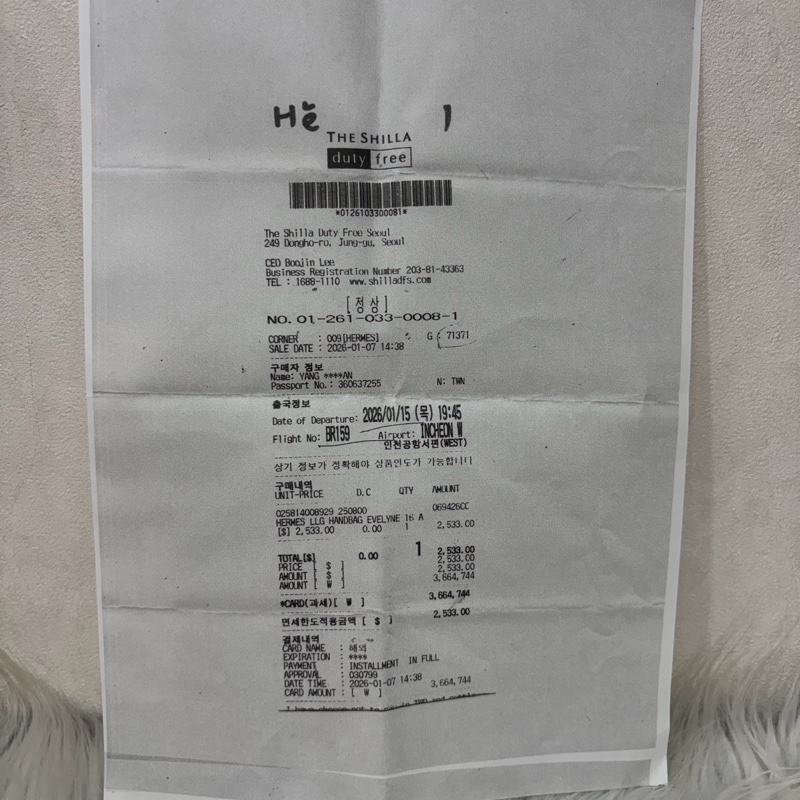 THE SHILLA
duty free
*0126103300081*
The Shilla Duty Free Seoul
249 Dongho-ro, Jung-gu, Seoul
CEO Boojin Lee
Business Registration Number 203-81-43363
TEL : 1688-1110 www.shilladfs.com
[정상]
NO. 01-261-033-0008-1
CORNER : 009[HERMES] G : 71371
SALE DATE : 2026-01-07 14:38
구매자 정보
Name: YANG ****AN
Passport No.: 360637255 N: TWN
출국정보
Date of Departure: 2026/01/15 (목) 19:45
Flight No: BR159 Airport: INCHEON W
인천공항서편(WEST)
상기 정보가 정확해야 상품인도가 가능합니다
구매내역
UNIT-PRICE D.C QTY AMOUNT
025814008929 250800 069426CC
HERMES LLG HANDBAG EVELYNE 16 A
[$] 2,533.00 0.00 1 2,533.00
TOTAL[$] 0.00 1 2,533.00
PRICE [ $ ] 2,533.00
AMOUNT [ $ ] 2,533.00
AMOUNT [ ₩ ] 3,664,744
*CARD(과세)[ ₩ ] 3,664,744
면세한도적용금액 [ $ ] 2,533.00
결제내역
CARD NAME : 해외
EXPIRATION : ****
PAYMENT : INSTALLMENT IN FULL
APPROVAL : 030799
DATE TIME : 2026-01-07 14:38
CARD AMOUNT : [ ₩ ] 3,664,744